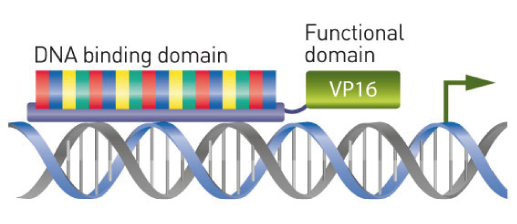 Functional
domain
DNA binding domain
VP16